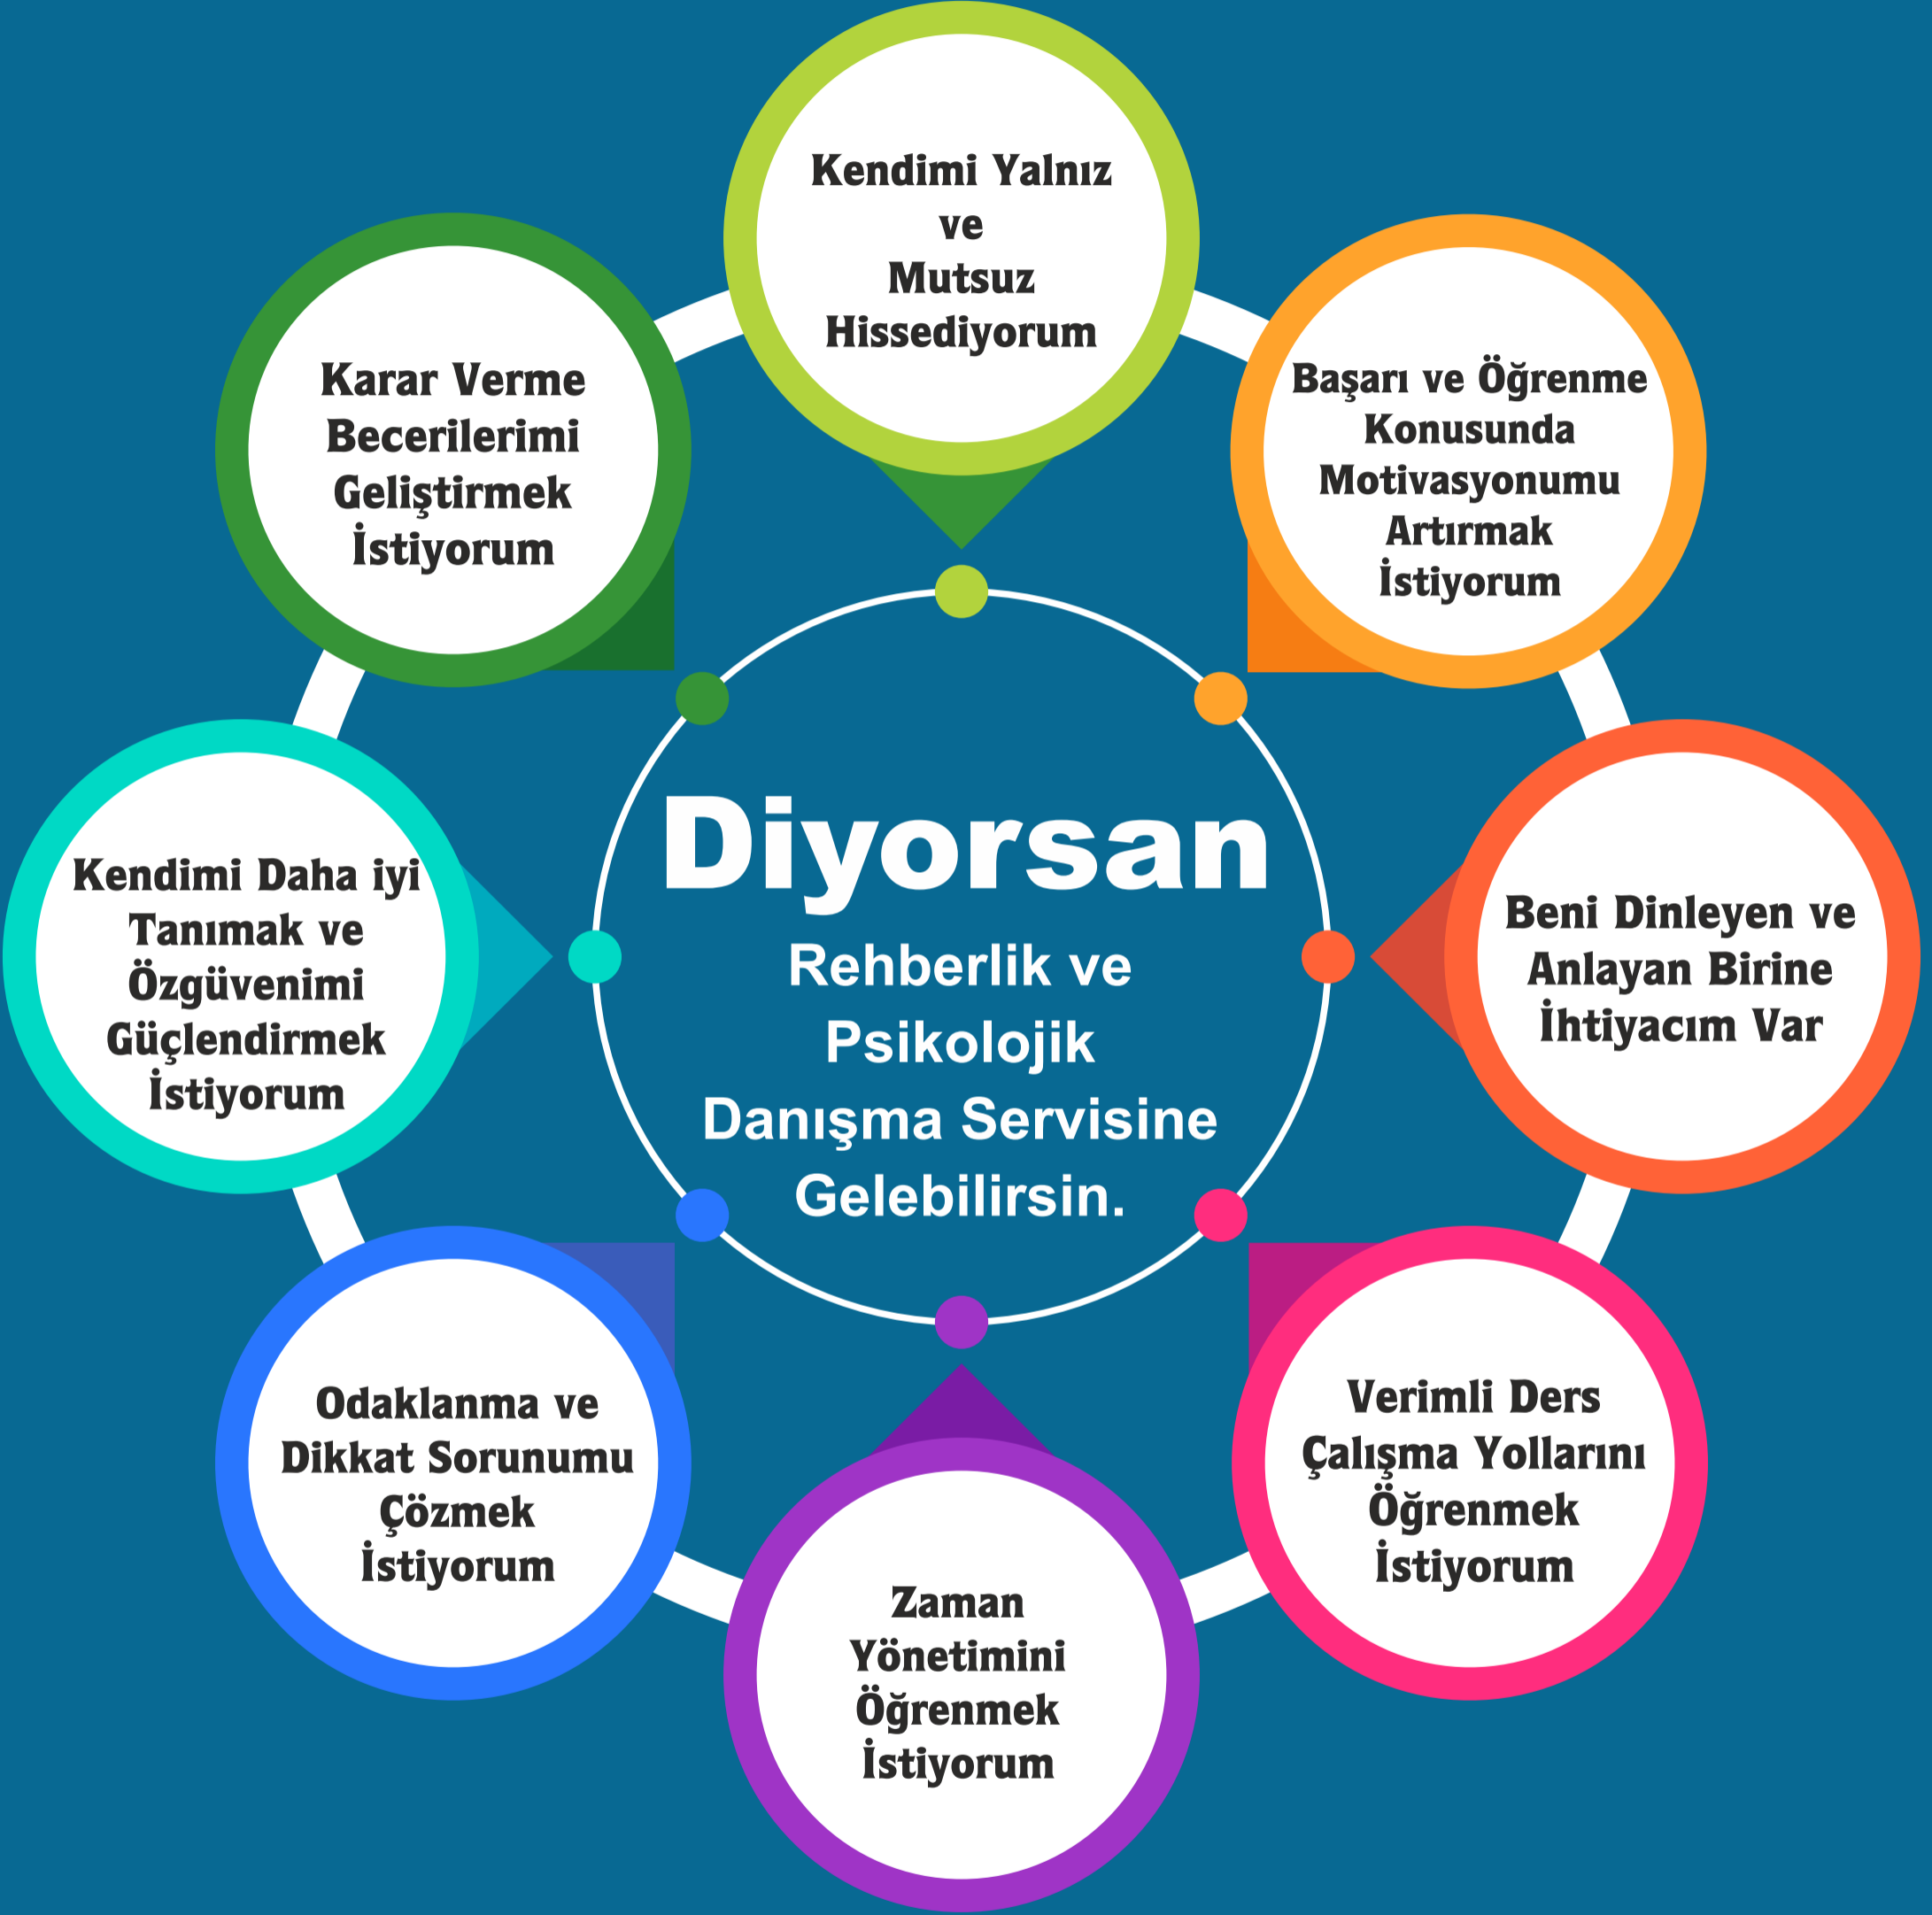 Kendimi Yalnız
ve
Mutsuz
Hissediyorum
Başarı ve Öğrenme
Konusunda
Motivasyonumu
Artırmak
İstiyorum
Beni Dinleyen ve
Anlayan Birine
İhtiyacım Var
Verimli Ders
Çalışma Yollarını
Öğrenmek
İstiyorum
Zaman
Yönetimini
Öğrenmek
İstiyorum
Odaklanma ve
Dikkat Sorunumu
Çözmek
İstiyorum
Kendimi Daha iyi
Tanımak ve
Özgüvenimi
Güçlendirmek
İstiyorum
Karar Verme
Becerilerimi
Geliştirmek
İstiyorum
Diyorsan
Rehberlik ve
Psikolojik
Danışma Servisine
Gelebilirsin.